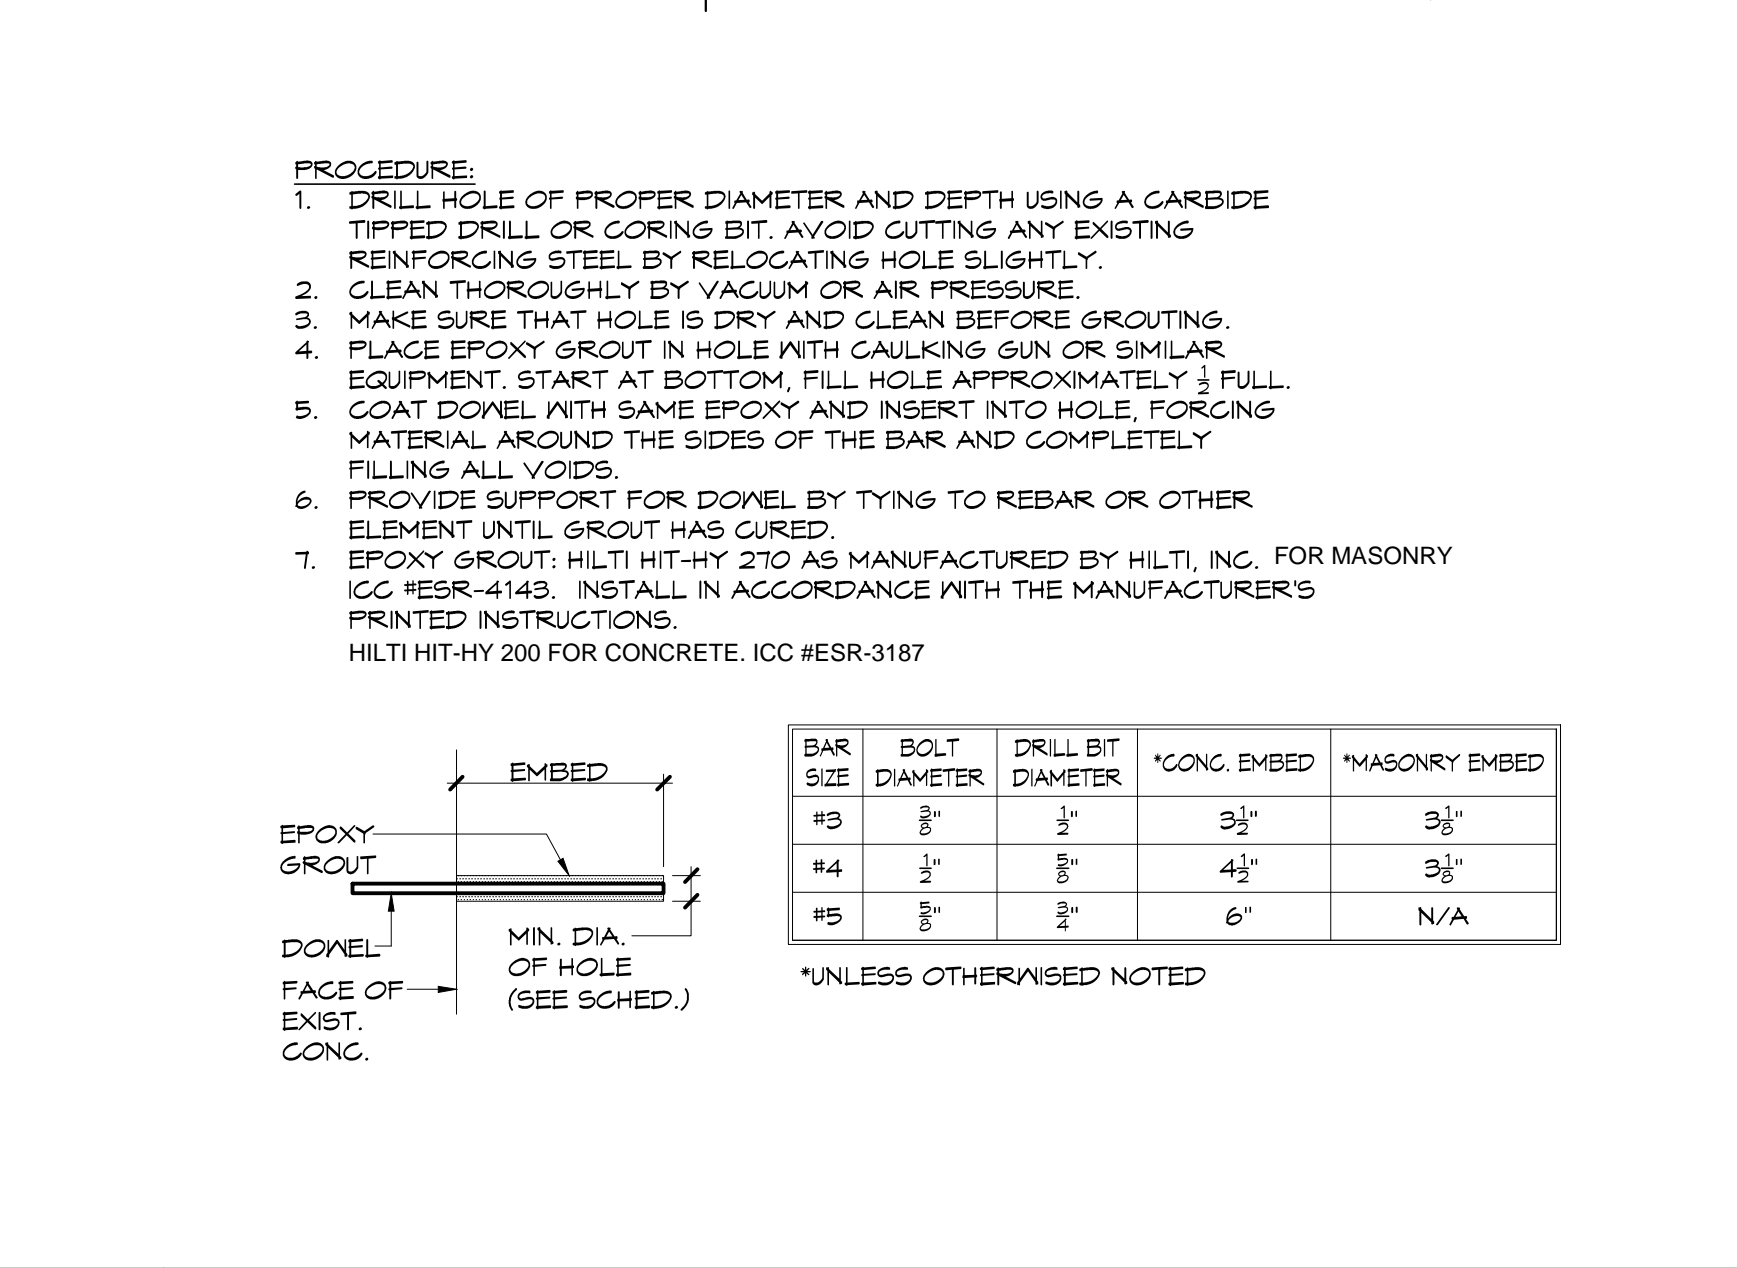 PROCEDURE:
1. DRILL HOLE OF PROPER DIAMETER AND DEPTH USING A CARBIDE
TIPPED DRILL OR CORING BIT. AVOID CUTTING ANY EXISTING
REINFORCING STEEL BY RELOCATING HOLE SLIGHTLY.
2. CLEAN THOROUGHLY BY VACUUM OR AIR PRESSURE.
3. MAKE SURE THAT HOLE IS DRY AND CLEAN BEFORE GROUTING.
4. PLACE EPOXY GROUT IN HOLE WITH CAULKING GUN OR SIMILAR
EQUIPMENT. START AT BOTTOM, FILL HOLE APPROXIMATELY 1/2 FULL.
5. COAT DOWEL WITH SAME EPOXY AND INSERT INTO HOLE, FORCING
MATERIAL AROUND THE SIDES OF THE BAR AND COMPLETELY
FILLING ALL VOIDS.
6. PROVIDE SUPPORT FOR DOWEL BY TYING TO REBAR OR OTHER
ELEMENT UNTIL GROUT HAS CURED.
7. EPOXY GROUT: HILTI HIT-HY 270 AS MANUFACTURED BY HILTI, INC. FOR MASONRY
ICC #ESR-4143. INSTALL IN ACCORDANCE WITH THE MANUFACTURER'S
PRINTED INSTRUCTIONS.
HILTI HIT-HY 200 FOR CONCRETE. ICC #ESR-3187
EMBED
EPOXY
GROUT
DOWEL
FACE OF
EXIST.
CONC.
MIN. DIA.
OF HOLE
(SEE SCHED.)
BAR SIZE BOLT DIAMETER DRILL BIT DIAMETER *CONC. EMBED *MASONRY EMBED
#3 3/8" 1/2" 3 1/2" 3 1/8"
#4 1/2" 5/8" 4 1/2" 3 1/8"
#5 5/8" 3/4" 6" N/A
*UNLESS OTHERWISED NOTED